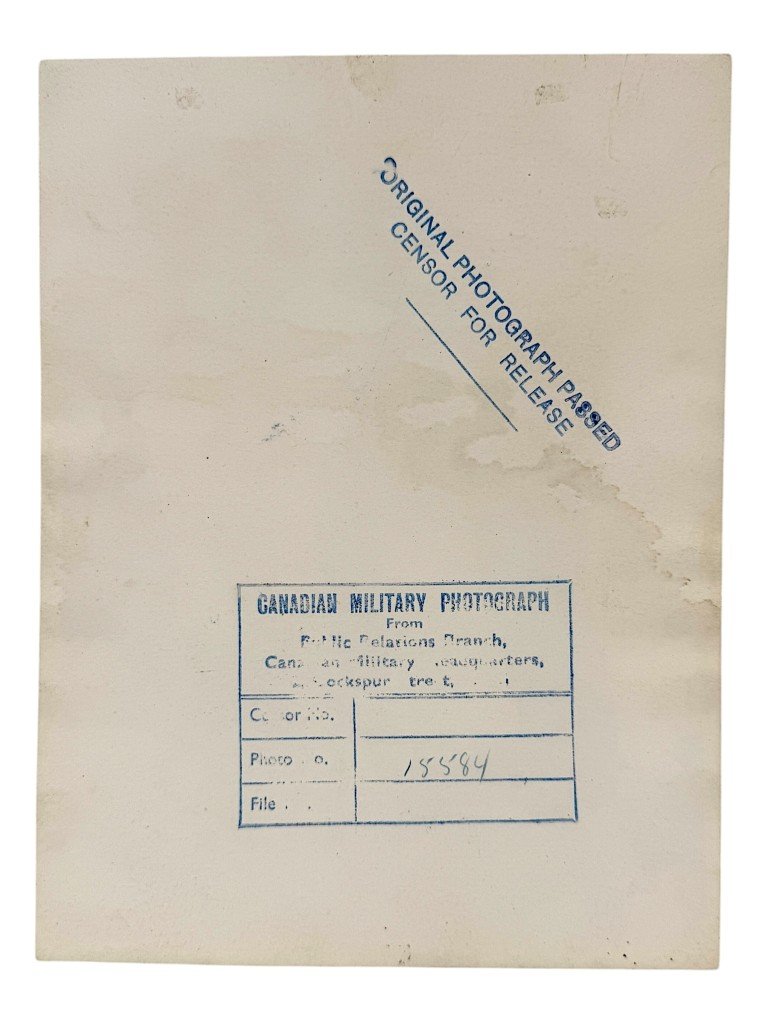 ORIGINAL PHOTOGRAPH PASSED
CENSOR FOR RELEASE
CANADIAN MILITARY PHOTOGRAPH
From
Public Relations Branch,
Canadian Military Headquarters,
Cockspur Street,
Censor No.
Photo No. 15584
File